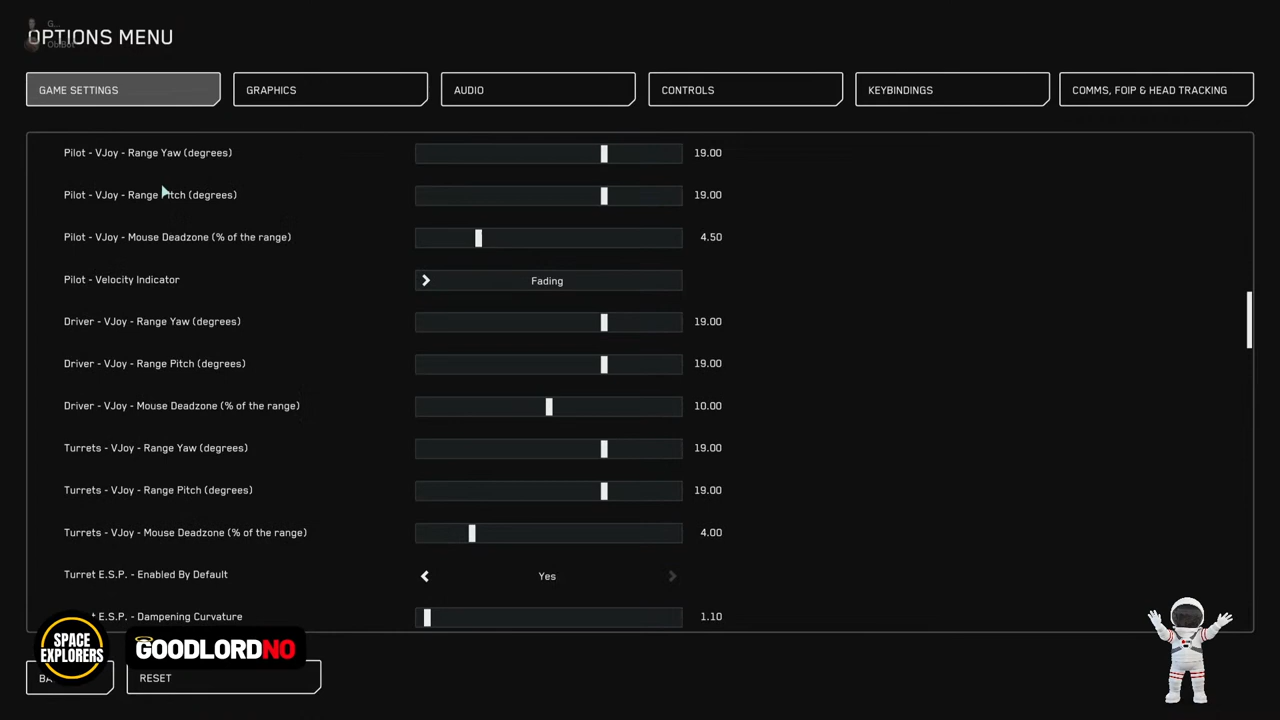 G...
OPTIONS MENU
GAME SETTINGS
GRAPHICS
AUDIO
CONTROLS
KEYBINDINGS
COMMS, FOIP & HEAD TRACKING
Pilot - VJoy - Range Yaw (degrees) 19.00
Pilot - VJoy - Range Pitch (degrees) 19.00
Pilot - VJoy - Mouse Deadzone (% of the range) 4.50
Pilot - Velocity Indicator Fading
Driver - VJoy - Range Yaw (degrees) 19.00
Driver - VJoy - Range Pitch (degrees) 19.00
Driver - VJoy - Mouse Deadzone (% of the range) 10.00
Turrets - VJoy - Range Yaw (degrees) 19.00
Turrets - VJoy - Range Pitch (degrees) 19.00
Turrets - VJoy - Mouse Deadzone (% of the range) 4.00
Turret E.S.P. - Enabled By Default Yes
E.S.P. - Dampening Curvature 1.10
SPACE
EXPLORERS
GOODLORDNO
BA
RESET